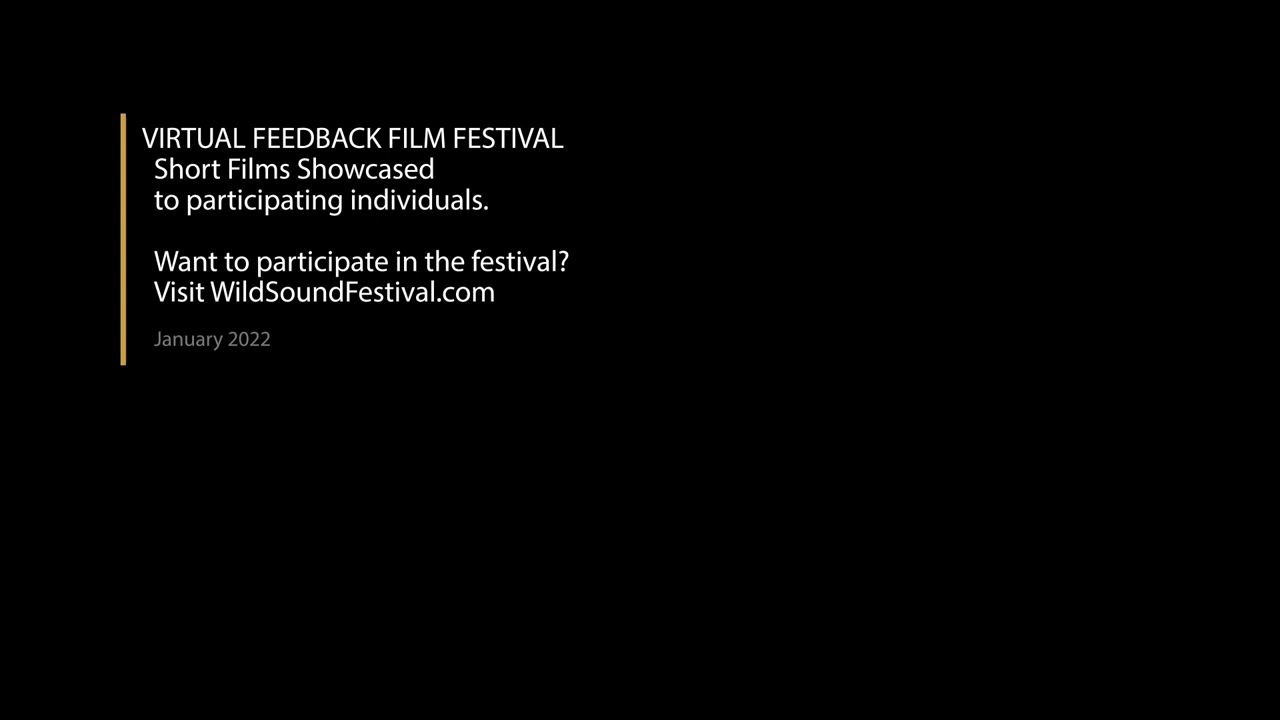 VIRTUAL FEEDBACK FILM FESTIVAL
Short Films Showcased
to participating individuals.
Want to participate in the festival?
Visit WildSoundFestival.com
January 2022